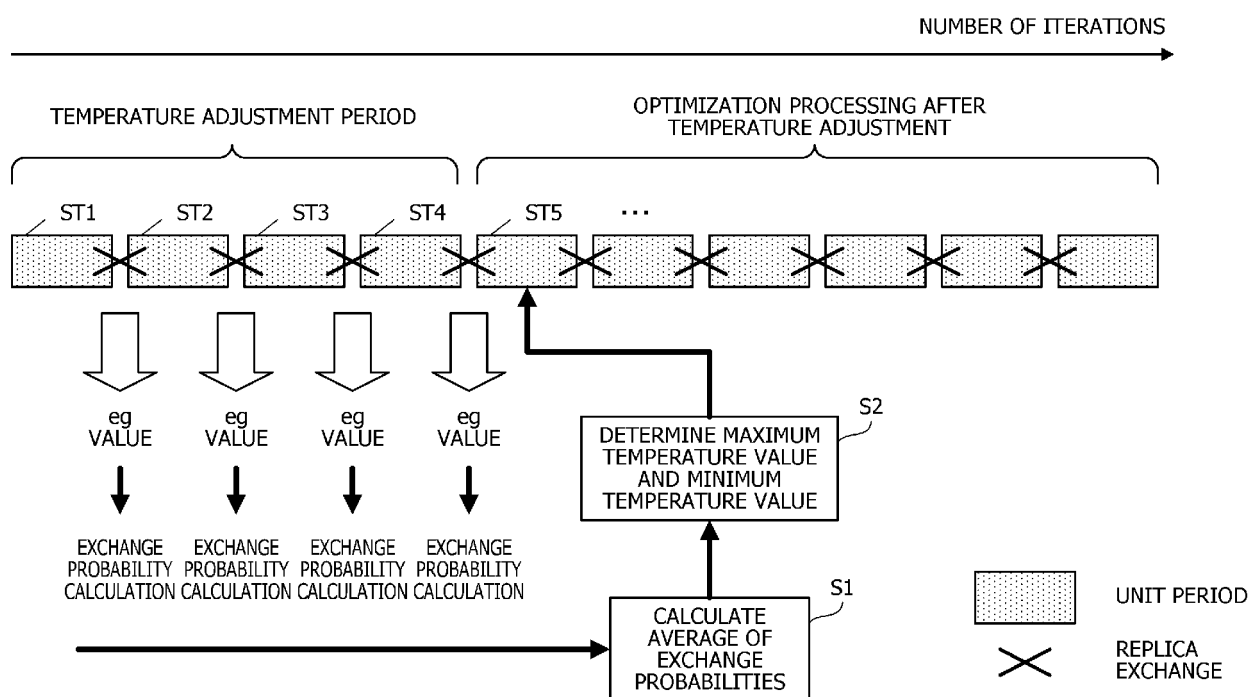 NUMBER OF ITERATIONS
TEMPERATURE ADJUSTMENT PERIOD
OPTIMIZATION PROCESSING AFTER
TEMPERATURE ADJUSTMENT
ST1
ST2
ST3
ST4
ST5
...
eg
VALUE
eg
VALUE
eg
VALUE
eg
VALUE
EXCHANGE
PROBABILITY
CALCULATION
EXCHANGE
PROBABILITY
CALCULATION
EXCHANGE
PROBABILITY
CALCULATION
EXCHANGE
PROBABILITY
CALCULATION
S2
DETERMINE MAXIMUM
TEMPERATURE VALUE
AND MINIMUM
TEMPERATURE VALUE
S1
CALCULATE
AVERAGE OF
EXCHANGE
PROBABILITIES
UNIT PERIOD
REPLICA
EXCHANGE